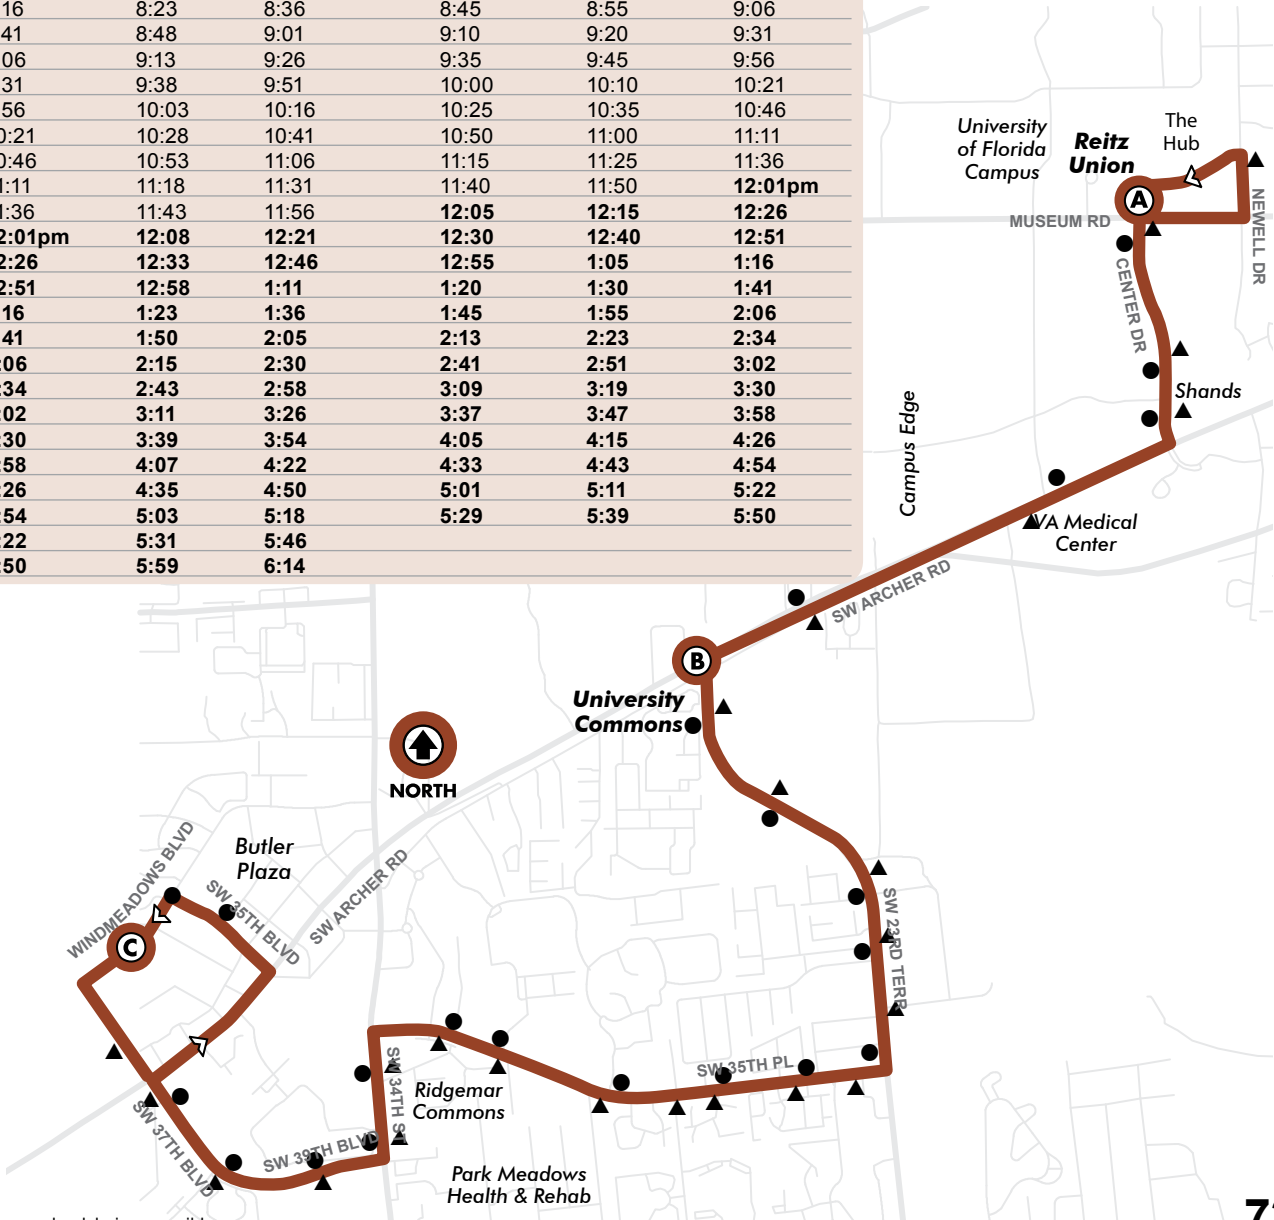 16 8:23 8:36 8:45 8:55 9:06
41 8:48 9:01 9:10 9:20 9:31
06 9:13 9:26 9:35 9:45 9:56
31 9:38 9:51 10:00 10:10 10:21
56 10:03 10:16 10:25 10:35 10:46
0:21 10:28 10:41 10:50 11:00 11:11
0:46 10:53 11:06 11:15 11:25 11:36
1:11 11:18 11:31 11:40 11:50 12:01pm
1:36 11:43 11:56 12:05 12:15 12:26
2:01pm 12:08 12:21 12:30 12:40 12:51
2:26 12:33 12:46 12:55 1:05 1:16
2:51 12:58 1:11 1:20 1:30 1:41
16 1:23 1:36 1:45 1:55 2:06
41 1:50 2:05 2:13 2:23 2:34
:06 2:15 2:30 2:41 2:51 3:02
:34 2:43 2:58 3:09 3:19 3:30
:02 3:11 3:26 3:37 3:47 3:58
:30 3:39 3:54 4:05 4:15 4:26
:58 4:07 4:22 4:33 4:43 4:54
:26 4:35 4:50 5:01 5:11 5:22
:54 5:03 5:18 5:29 5:39 5:50
:22 5:31 5:46
:50 5:59 6:14
University
of Florida
Campus
Reitz
Union
The
Hub
A
MUSEUM RD
NEWELL DR
CENTER DR
Shands
Campus Edge
VA Medical
Center
SW ARCHER RD
B
University
Commons
NORTH
Butler
Plaza
WINDMEADOWS BLVD
SW 35TH BLVD
SW ARCHER RD
C
SW 23RD TERR
SW 35TH PL
SW 34TH ST
Ridgemar
Commons
SW 39TH BLVD
SW 37TH BLVD
Park Meadows
Health & Rehab